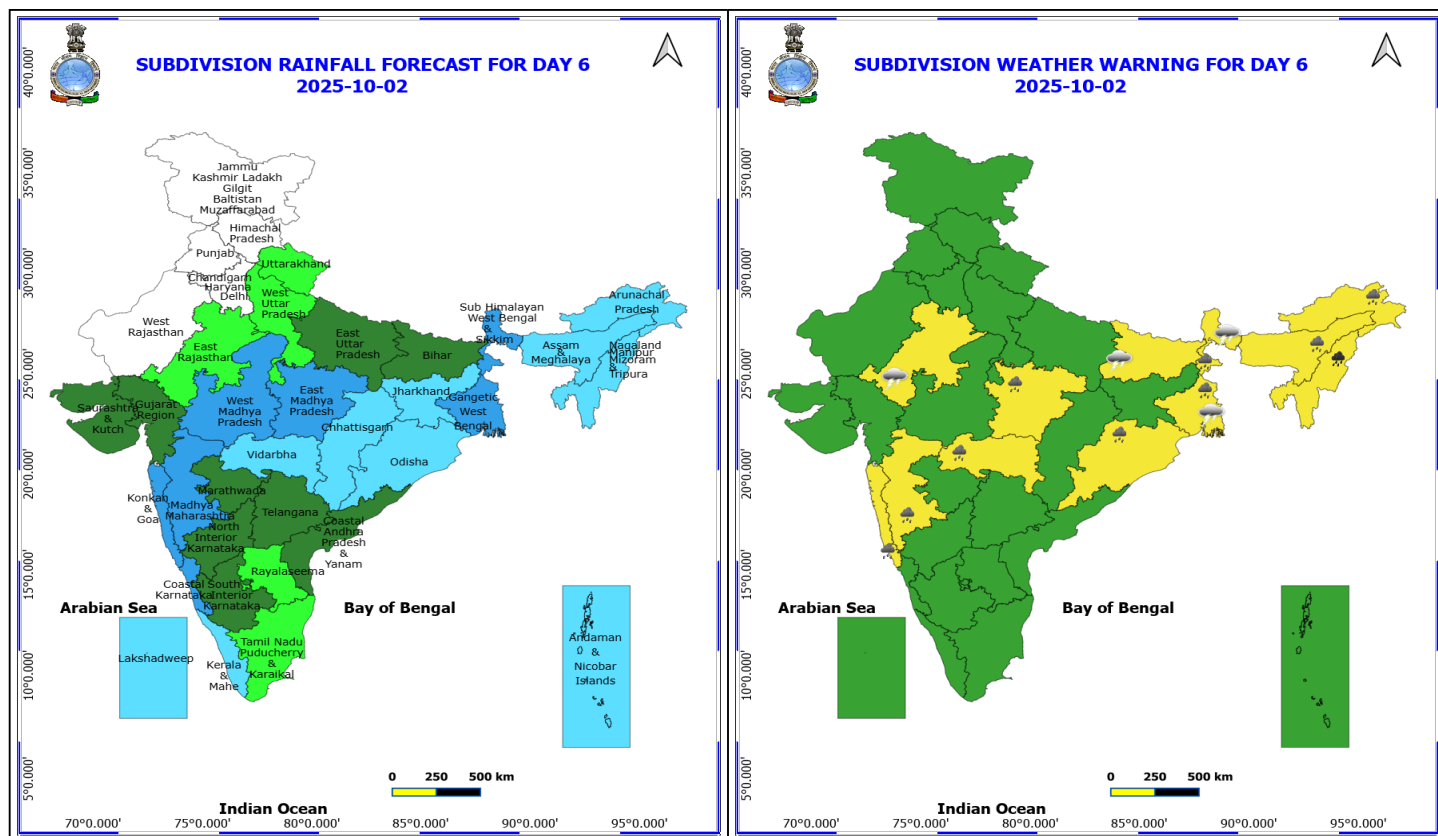 SUBDIVISION RAINFALL FORECAST FOR DAY 6
2025-10-02
40°0.000'
35°0.000'
30°0.000'
25°0.000'
20°0.000'
15°0.000'
10°0.000'
5°0.000'
Jammu
Kashmir Ladakh
Gilgit
Baltistan
Muzaffarabad
Himachal
Pradesh
Punjab
Uttarakhand
Chandigarh
Haryana
Delhi
West
Uttar
Pradesh
West
Rajasthan
East
Rajasthan
East
Uttar
Pradesh
Bihar
Sub Himalayan
West Bengal
&
Sikkim
Arunachal
Pradesh
Assam
&
Meghalaya
Nagaland
Manipur
Mizoram
&
Tripura
Saurashtra
&
Kutch
Gujarat
Region
West
Madhya
Pradesh
East
Madhya
Pradesh
Jharkhand
Gangetic
West
Bengal
Chhattisgarh
Vidarbha
Odisha
Konkan
&
Goa
Madhya
Maharashtra
Marathwada
Telangana
North
Interior
Karnataka
Coastal
Andhra
Pradesh
&
Yanam
Rayalaseema
Coastal
Karnataka
South
Interior
Karnataka
Arabian Sea
Bay of Bengal
Lakshadweep
Kerala
&
Mahe
Tamil Nadu
Puducherry
&
Karaikal
Andaman
&
Nicobar
Islands
0 250 500 km
Indian Ocean
70°0.000' 75°0.000' 80°0.000' 85°0.000' 90°0.000' 95°0.000'
SUBDIVISION WEATHER WARNING FOR DAY 6
2025-10-02
40°0.000'
35°0.000'
30°0.000'
25°0.000'
20°0.000'
15°0.000'
10°0.000'
5°0.000'
Arabian Sea
Bay of Bengal
0 250 500 km
Indian Ocean
70°0.000' 75°0.000' 80°0.000' 85°0.000' 90°0.000' 95°0.000'